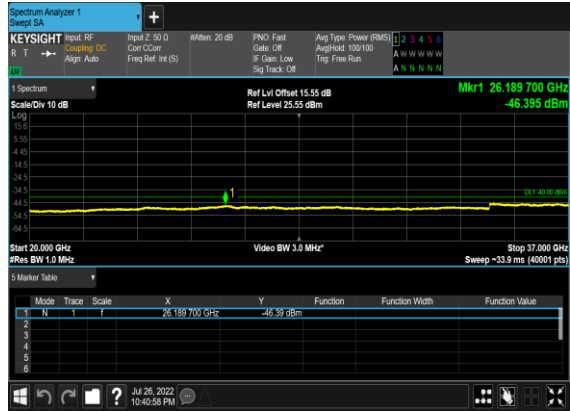 Spectrum Analyzer 1
Swept SA
+
KEYSIGHT Input: RF Input Z: 50 Ω #Atten: 20 dB PNO: Fast Avg Type: Power (RMS) 1 2 3 4 5 6
R T Coupling: DC Corr CCorr Gate: Off Avg|Hold: 100/100 A W W W W W
Align: Auto Freq Ref: Int (S) IF Gain: Low Trig: Free Run
LXI Sig Track: Off A N N N N N
1 Spectrum Ref Lvl Offset 15.55 dB Mkr1 26.189 700 GHz
Scale/Div 10 dB Ref Level 25.55 dBm -46.395 dBm
Log
15.6
5.55
-4.45
-14.5
-24.5
-34.5 1 DL1 -40.00 dBm
-44.5
-54.5
-64.5
Start 20.000 GHz Video BW 3.0 MHz* Stop 37.000 GHz
#Res BW 1.0 MHz Sweep ~33.9 ms (40001 pts)
5 Marker Table
Mode Trace Scale X Y Function Function Width Function Value
1 N 1 f 26.189 700 GHz -46.39 dBm
2
3
4
5
6
? Jul 26, 2022
10:40:58 PM